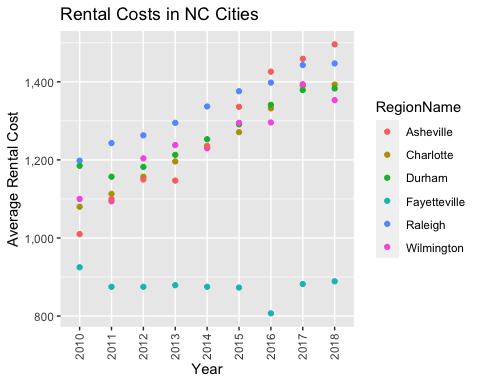 Rental Costs in NC Cities
Average Rental Cost
1,400
1,200
1,000
800
2010
2011
2012
2013
2014
2015
2016
2017
2018
Year
RegionName
Asheville
Charlotte
Durham
Fayetteville
Raleigh
Wilmington